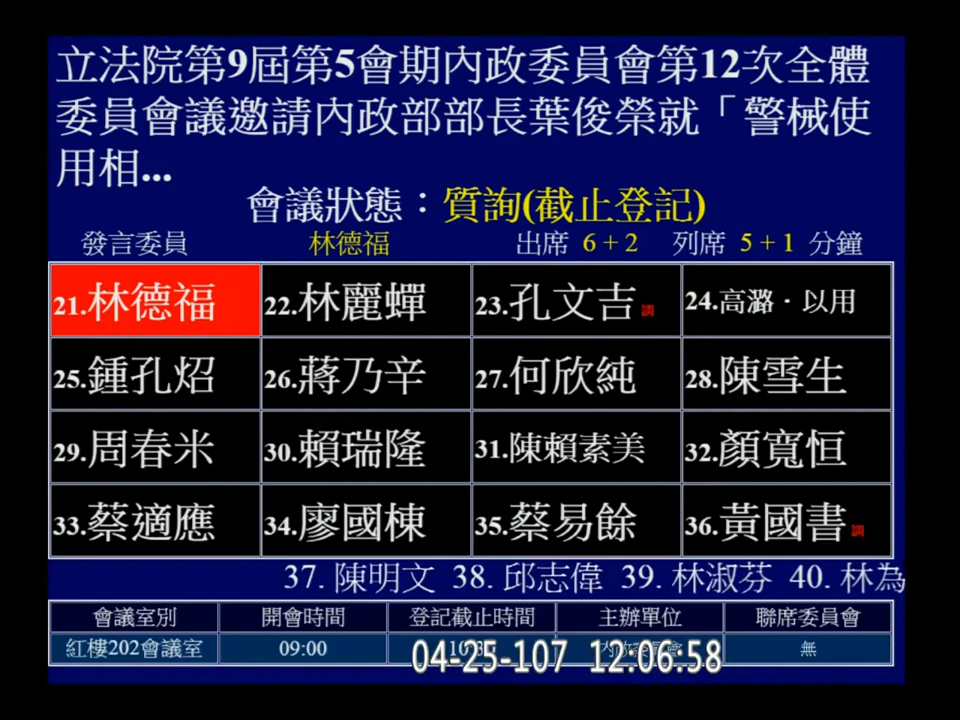 立法院第9屆第5會期內政委員會第12次全體
委員會議邀請內政部部長葉俊榮就「警械使
用相...
會議狀態：質詢(截止登記)
發言委員 林德福 出席 6 + 2 列席 5 + 1 分鐘
21.林德福 22.林麗蟬 23.孔文吉 24.高潞．以用
25.鍾孔炤 26.蔣乃辛 27.何欣純 28.陳雪生
29.周春米 30.賴瑞隆 31.陳賴素美 32.顏寬恒
33.蔡適應 34.廖國棟 35.蔡易餘 36.黃國書
37. 陳明文 38. 邱志偉 39. 林淑芬 40. 林為
會議室別 開會時間 登記截止時間 主辦單位 聯席委員會
紅樓202會議室 09:00 無
04-25-107 12:06:58